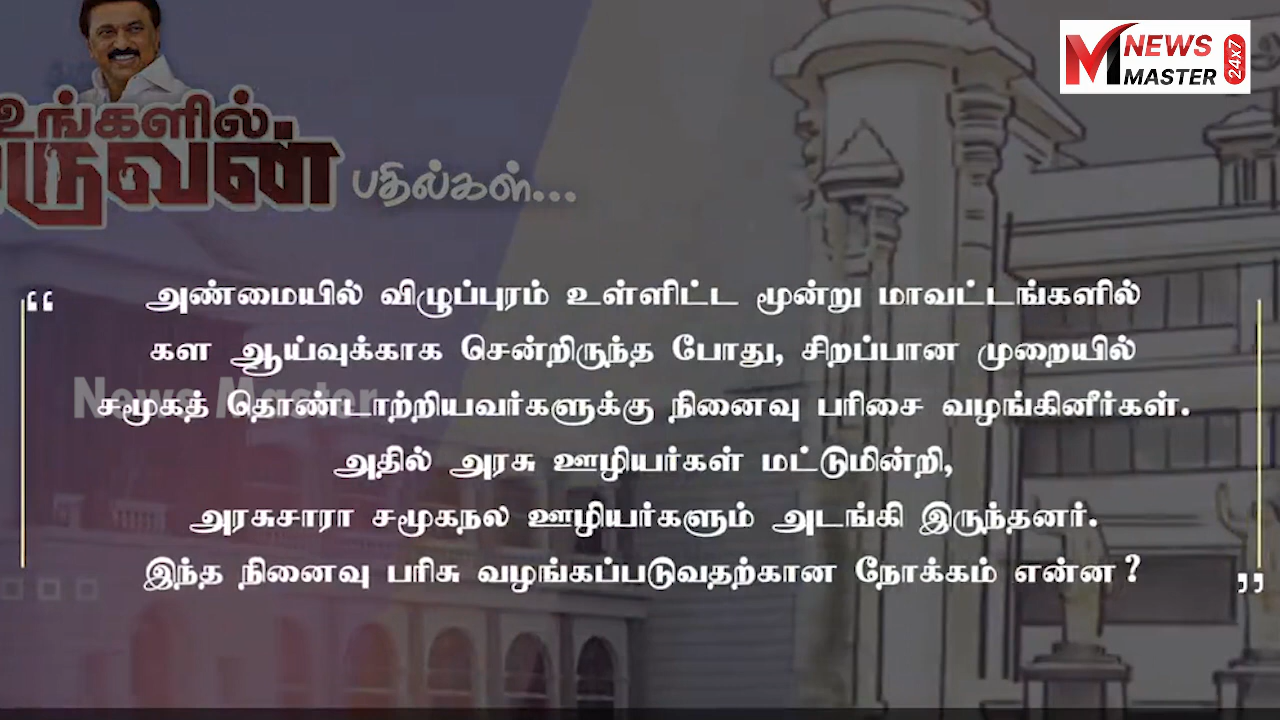 NEWS
MASTER
24x7
உங்களில்
ருவன்
பதில்கள்...
“
அண்மையில் விழுப்புரம் உள்ளிட்ட மூன்று மாவட்டங்களில்
கள ஆய்வுக்காக சென்றிருந்த போது, சிறப்பான முறையில்
News Master
சமூகத் தொண்டாற்றியவர்களுக்கு நினைவு பரிசை வழங்கினீர்கள்.
அதில் அரசு ஊழியர்கள் மட்டுமின்றி,
அரசுசாரா சமூகநல ஊழியர்களும் அடங்கி இருந்தனர்.
இந்த நினைவு பரிசு வழங்கப்படுவதற்கான நோக்கம் என்ன?
”